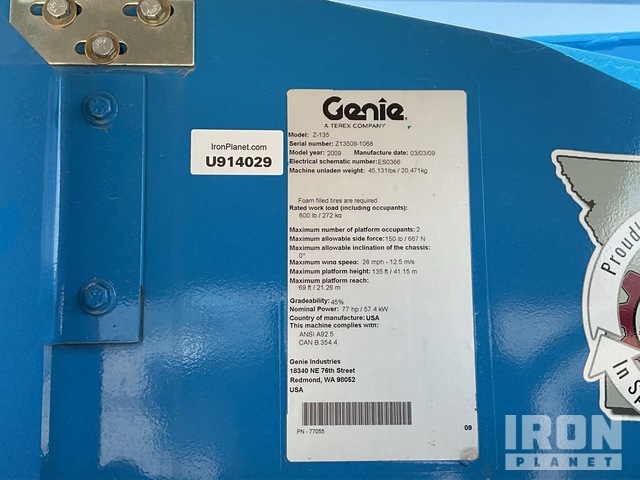 Genie
A TEREX COMPANY
Model: Z-135
Serial number: Z13509-1068
Model year: 2009 Manufacture date: 03/03/09
Electrical schematic number: ES0366
Machine unladen weight: 45,131lbs / 20,471kg
Foam filled tires are required
Rated work load (including occupants):
600 lb / 272 kg
Maximum number of platform occupants: 2
Maximum allowable side force: 150 lb / 667 N
Maximum allowable inclination of the chassis:
0°
Maximum wind speed: 28 mph - 12.5 m/s
Maximum platform height: 135 ft / 41.15 m
Maximum platform reach:
69 ft / 21.26 m
Gradeability: 45%
Nominal Power: 77 hp / 57.4 kW
Country of manufacture: USA
This machine complies with:
ANSI A92.5
CAN B.354.4
Genie Industries
18340 NE 76th Street
Redmond, WA 98052
USA
PN - 77055 09
IronPlanet.com
U914029
Proudly
In
IRON
PLANET